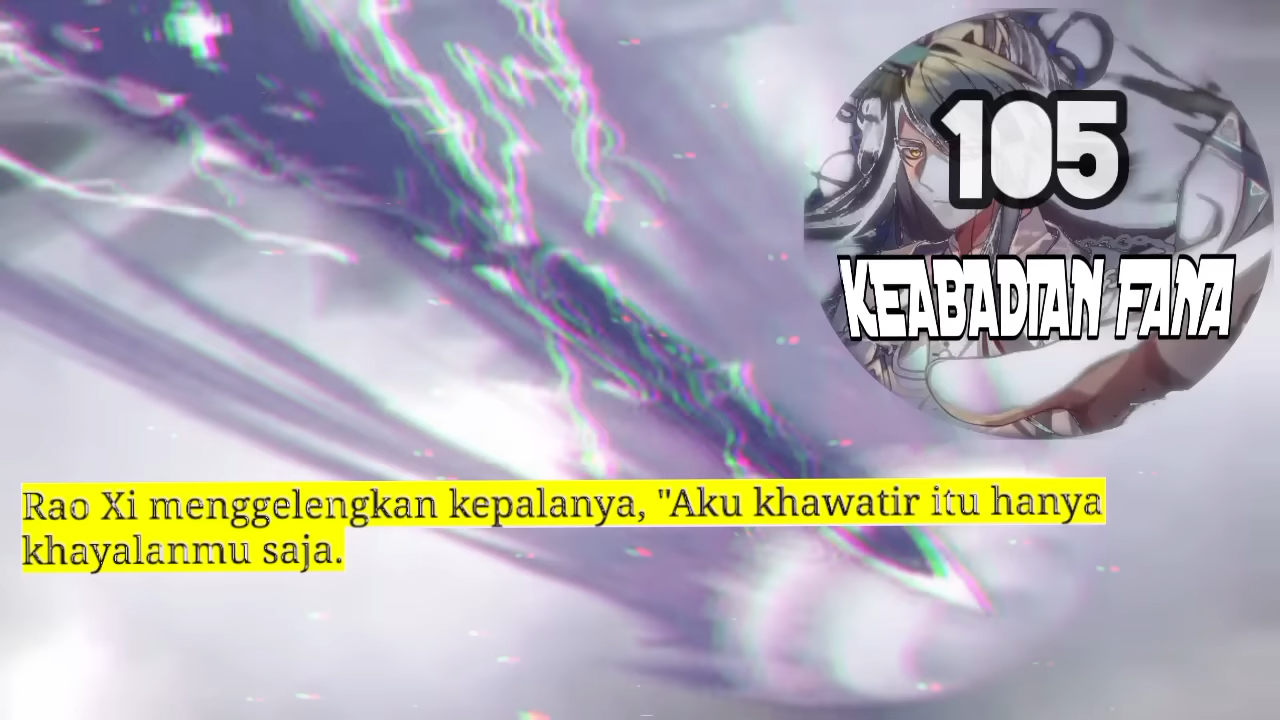 105
KEABADIAN FANA
Rao Xi menggelengkan kepalanya, "Aku khawatir itu hanya
khayalanmu saja.